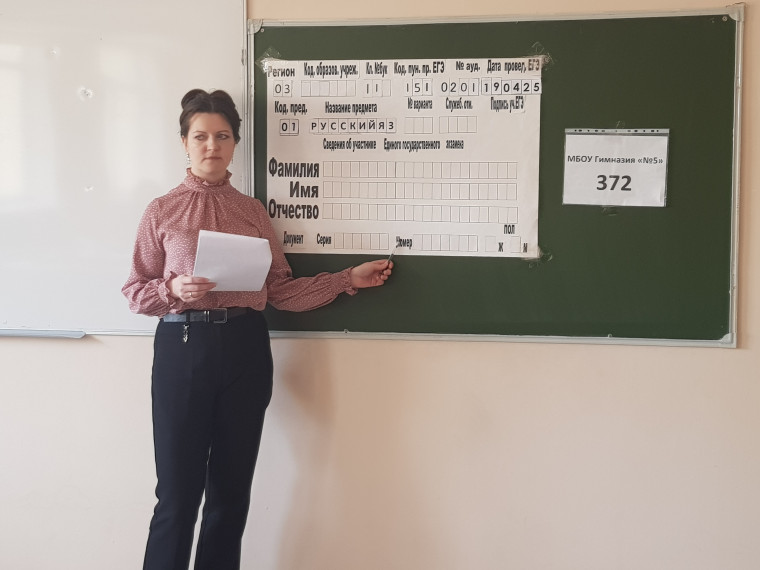 Регион Код. образов. учреж. Кл. №бук Код. пун. пр. ЕГЭ № ауд. Дата провед. ЕГЭ
03 11 151 0201 190425
Код. пред. Название предмета № варианта Служеб. отм. Подпись уч.ЕГЭ
01 РУССКИЙЯЗ
Сведения об участнике Единого государственного экзамена
Фамилия
Имя
Отчество
Документ Серия Номер
пол
Ж М
МБОУ Гимназия «№5»
372